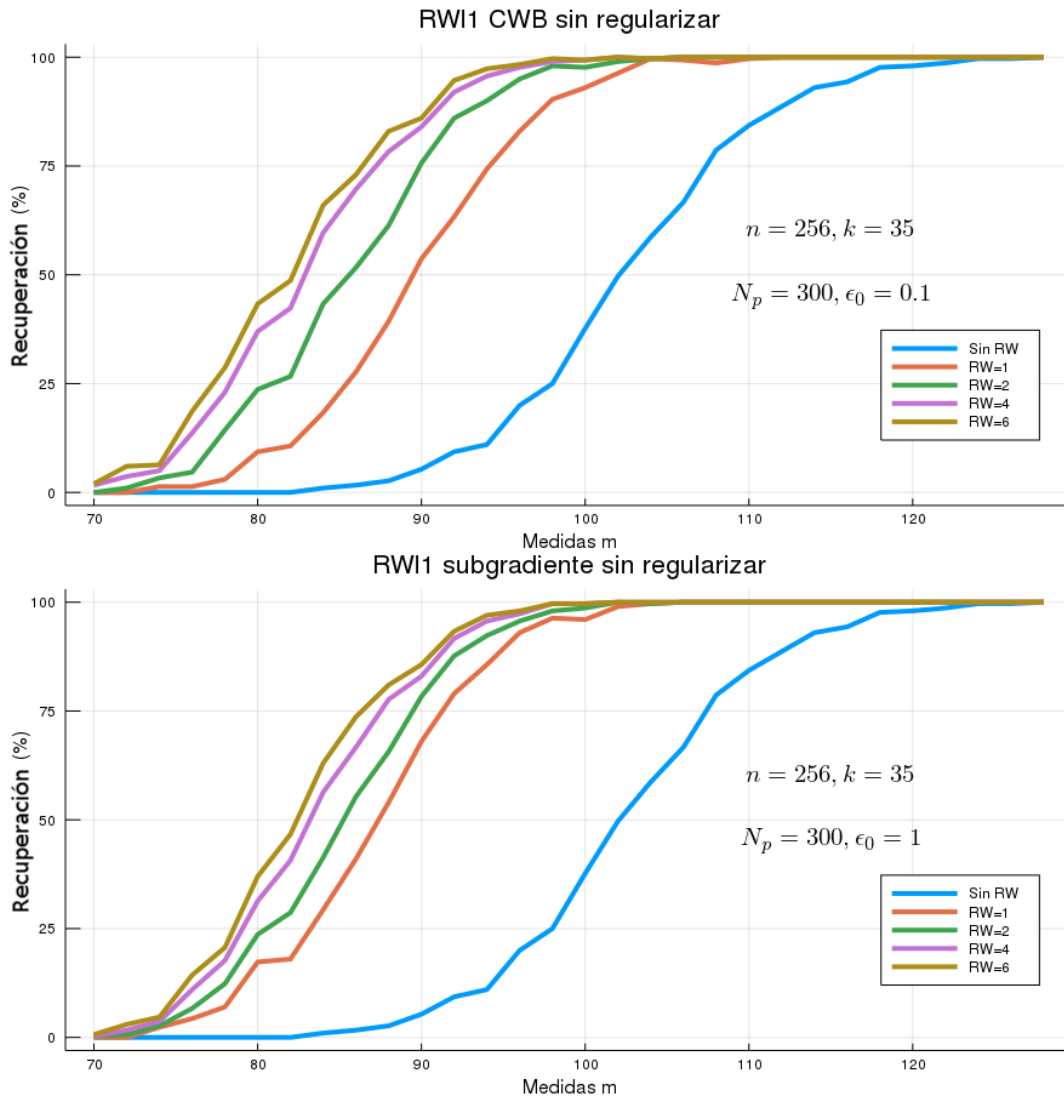 RWl1 CWB sin regularizar
Recuperación (%)
100
75
50
25
0
n = 256, k = 35
N_p = 300, ϵ_0 = 0.1
Sin RW
RW=1
RW=2
RW=4
RW=6
70 80 90 100 110 120
Medidas m
RWl1 subgradiente sin regularizar
Recuperación (%)
100
75
50
25
0
n = 256, k = 35
N_p = 300, ϵ_0 = 1
Sin RW
RW=1
RW=2
RW=4
RW=6
70 80 90 100 110 120
Medidas m